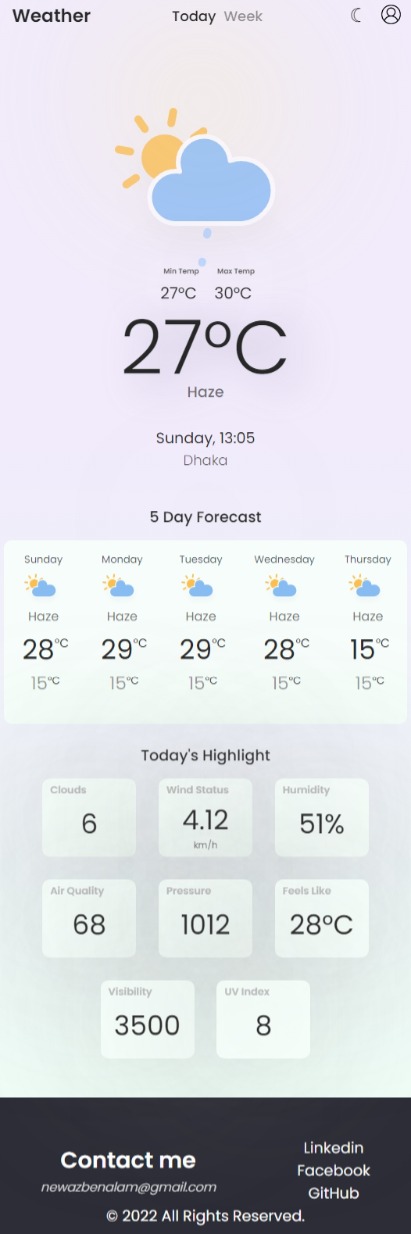 Weather Today Week
Min Temp Max Temp
27°C 30°C
27°C
Haze
Sunday, 13:05
Dhaka
5 Day Forecast
Sunday Monday Tuesday Wednesday Thursday
Haze Haze Haze Haze Haze
28°C 29°C 29°C 28°C 15°C
15°C 15°C 15°C 15°C 15°C
Today's Highlight
Clouds Wind Status Humidity
6 4.12 51%
km/h
Air Quality Pressure Feels Like
68 1012 28°C
Visibility UV Index
3500 8
Contact me
newazbenalam@gmail.com
Linkedin
Facebook
GitHub
© 2022 All Rights Reserved.